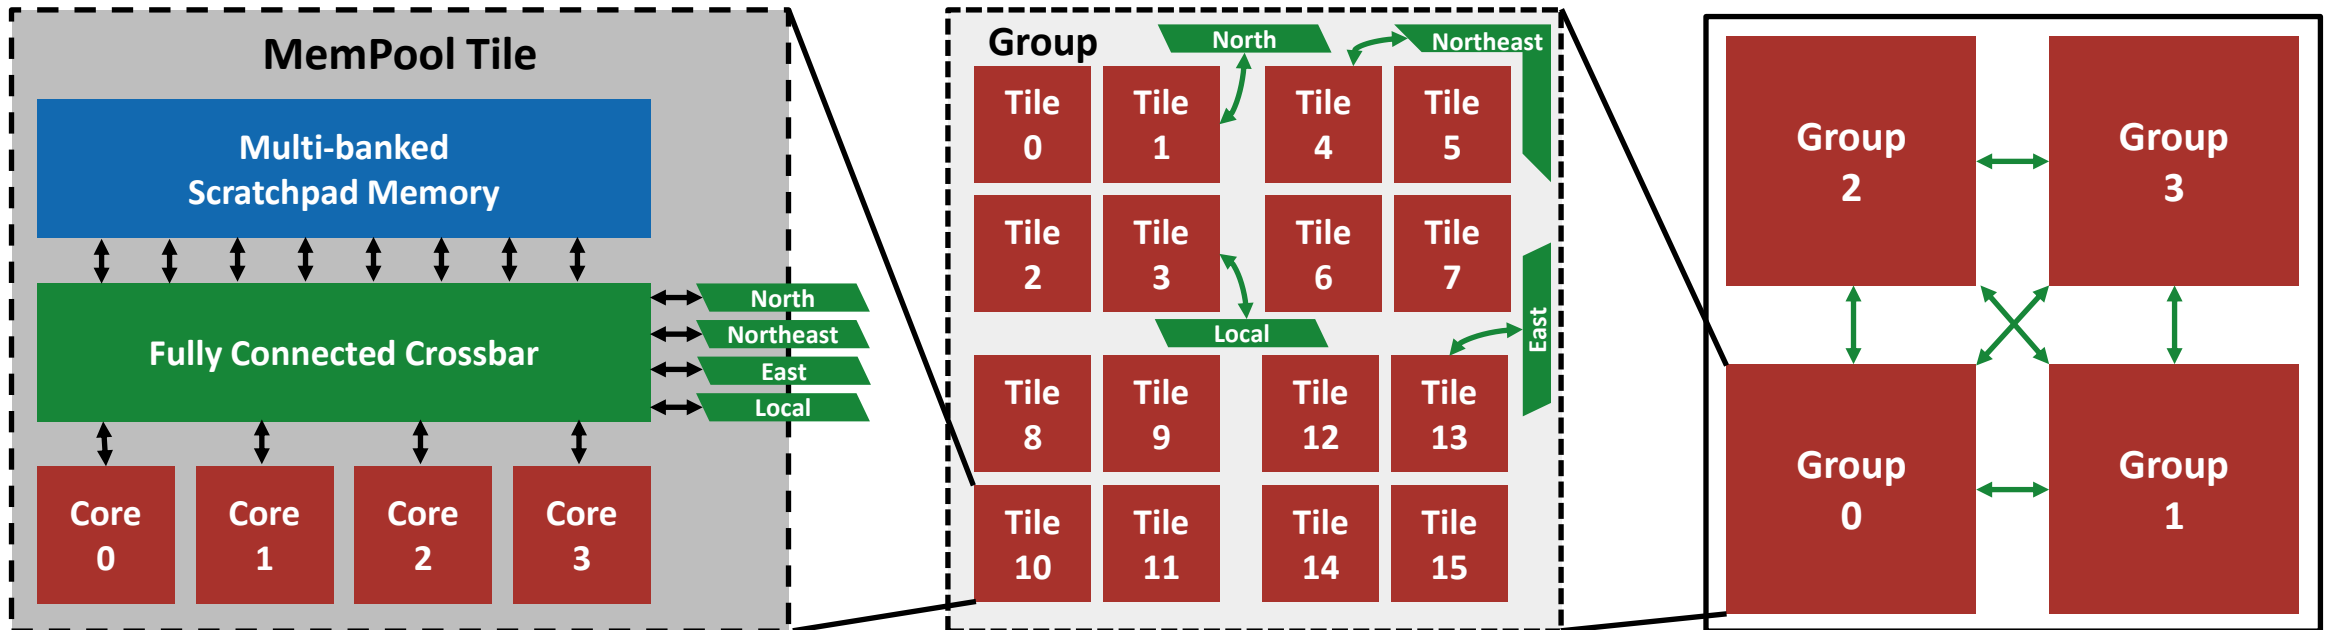 MemPool Tile
Multi-banked
Scratchpad Memory
Fully Connected Crossbar
North
Northeast
East
Local
Core
0
Core
1
Core
2
Core
3
Group
North
Northeast
Tile
0
Tile
1
Tile
4
Tile
5
Tile
2
Tile
3
Tile
6
Tile
7
Local
East
Tile
8
Tile
9
Tile
12
Tile
13
Tile
10
Tile
11
Tile
14
Tile
15
Group
2
Group
3
Group
0
Group
1